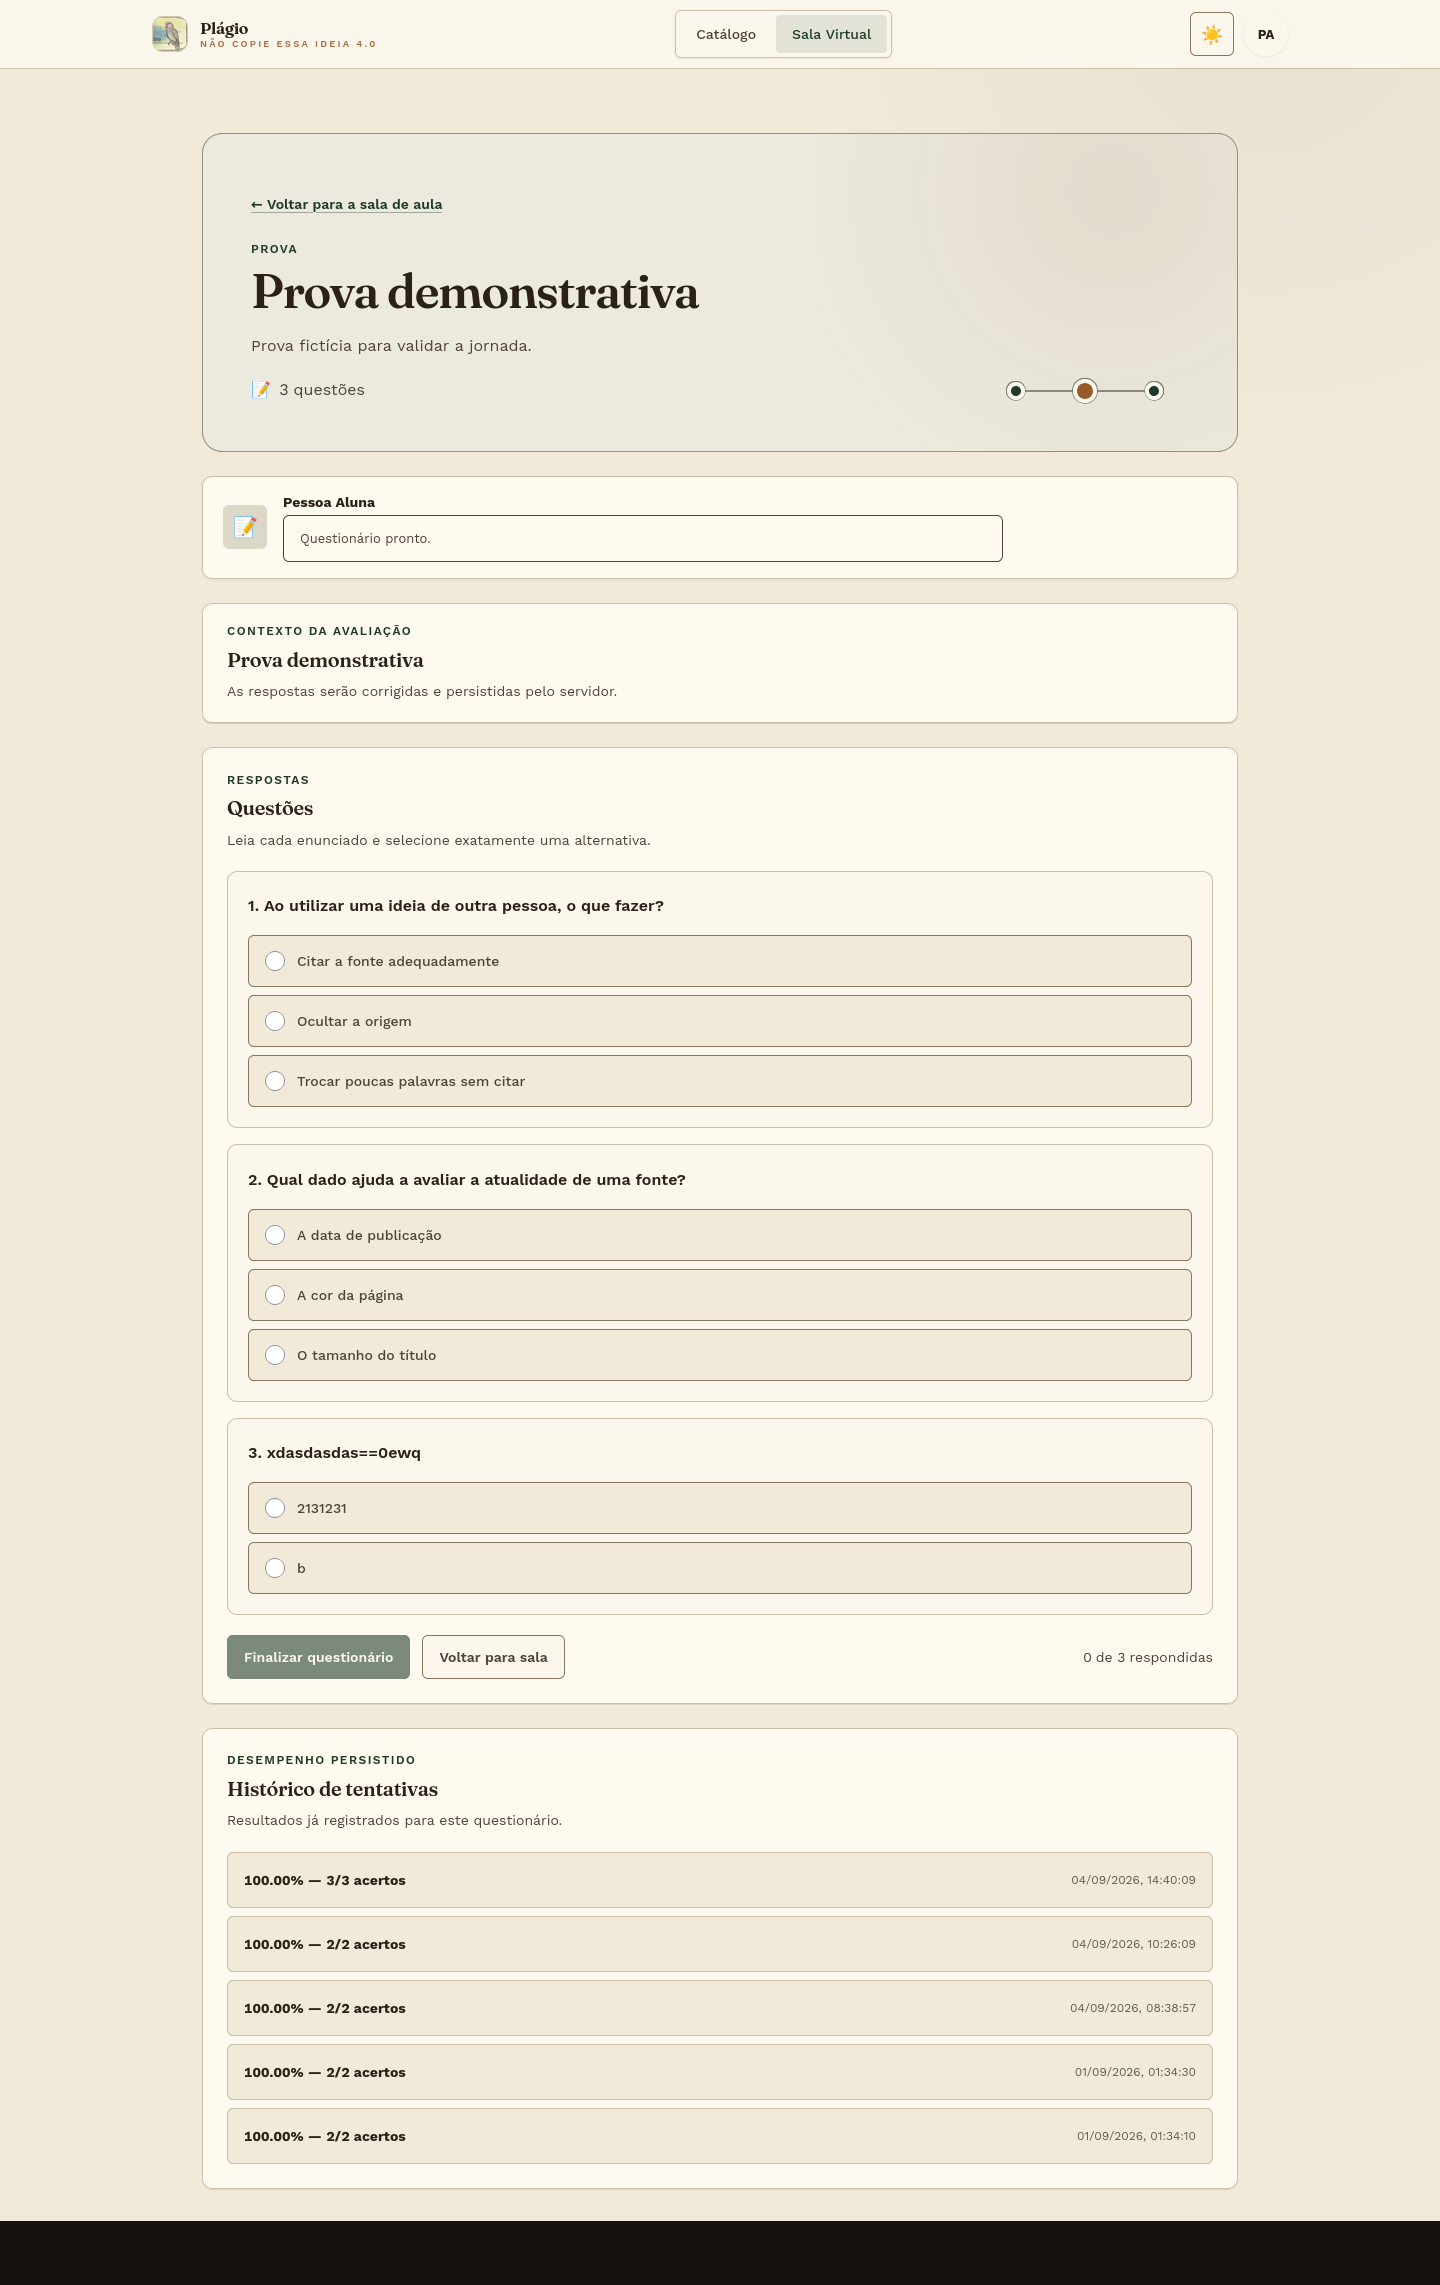 Plágio
NÃO COPIE ESSA IDEIA 4.0
Catálogo
Sala Virtual
PA
← Voltar para a sala de aula
PROVA
Prova demonstrativa
Prova fictícia para validar a jornada.
3 questões
Pessoa Aluna
Questionário pronto.
CONTEXTO DA AVALIAÇÃO
Prova demonstrativa
As respostas serão corrigidas e persistidas pelo servidor.
RESPOSTAS
Questões
Leia cada enunciado e selecione exatamente uma alternativa.
1. Ao utilizar uma ideia de outra pessoa, o que fazer?
Citar a fonte adequadamente
Ocultar a origem
Trocar poucas palavras sem citar
2. Qual dado ajuda a avaliar a atualidade de uma fonte?
A data de publicação
A cor da página
O tamanho do título
3. xdasdasdas==0ewq
2131231
b
Finalizar questionário
Voltar para sala
0 de 3 respondidas
DESEMPENHO PERSISTIDO
Histórico de tentativas
Resultados já registrados para este questionário.
100.00% — 3/3 acertos
04/09/2026, 14:40:09
100.00% — 2/2 acertos
04/09/2026, 10:26:09
100.00% — 2/2 acertos
04/09/2026, 08:38:57
100.00% — 2/2 acertos
01/09/2026, 01:34:30
100.00% — 2/2 acertos
01/09/2026, 01:34:10